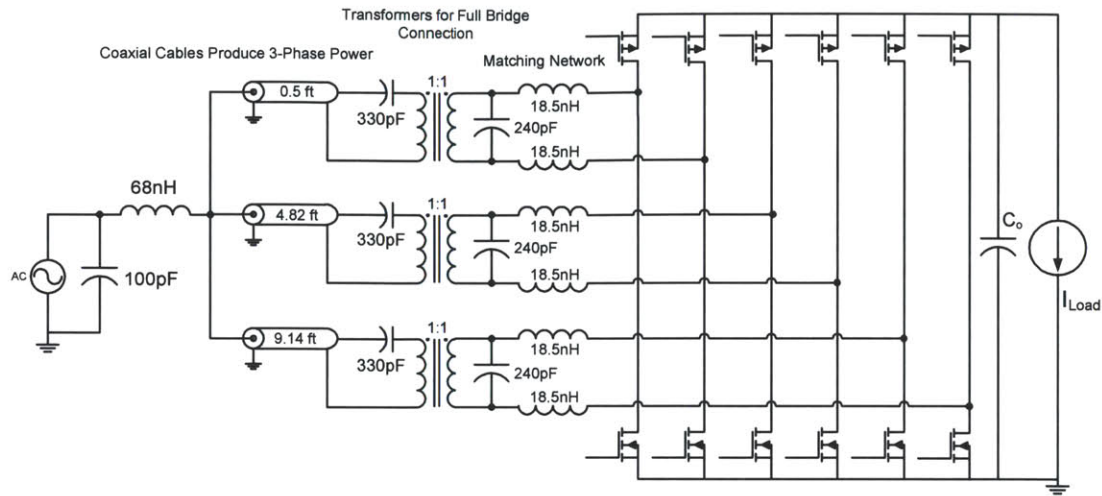 Transformers for Full Bridge
Connection
Coaxial Cables Produce 3-Phase Power
Matching Network
0.5 ft
330pF
1:1
18.5nH
240pF
18.5nH
68nH
4.82 ft
330pF
1:1
18.5nH
240pF
18.5nH
AC
100pF
9.14 ft
330pF
1:1
18.5nH
240pF
18.5nH
Co
ILoad